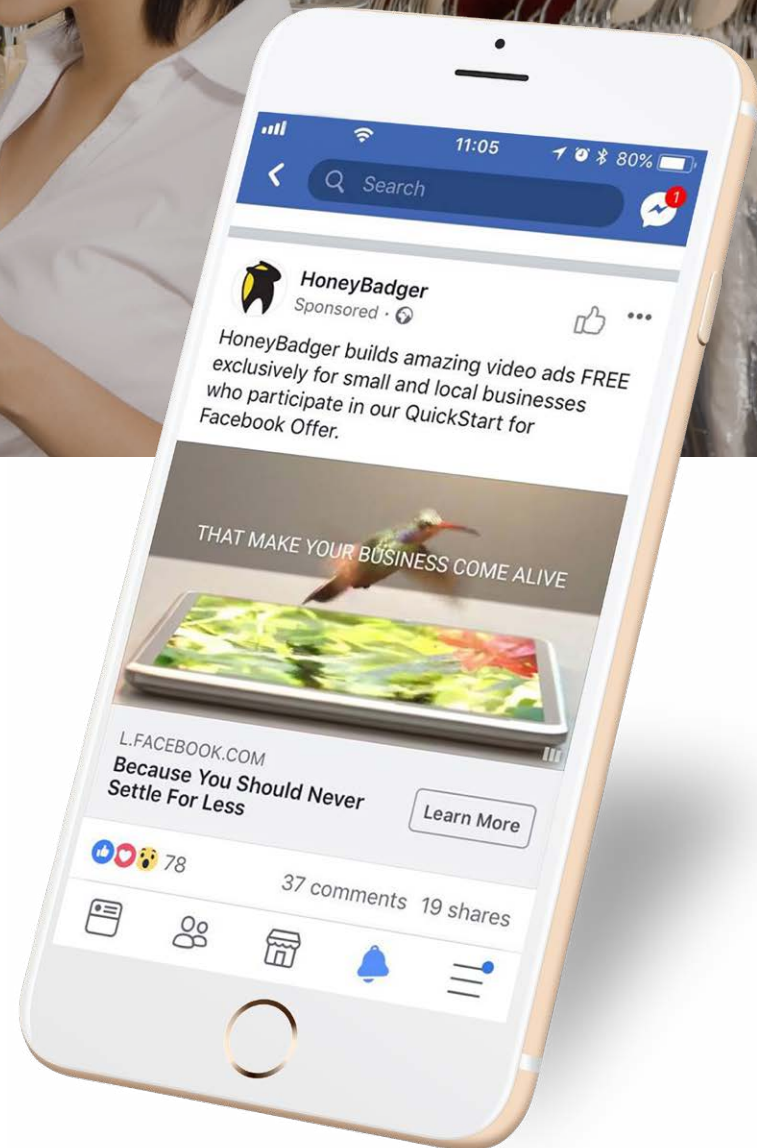 11:05
80%
Search
1
HoneyBadger
Sponsored ·
HoneyBadger builds amazing video ads FREE
exclusively for small and local businesses
who participate in our QuickStart for
Facebook Offer.
THAT MAKE YOUR BUSINESS COME ALIVE
L.FACEBOOK.COM
Because You Should Never
Settle For Less
Learn More
78
37 comments 19 shares